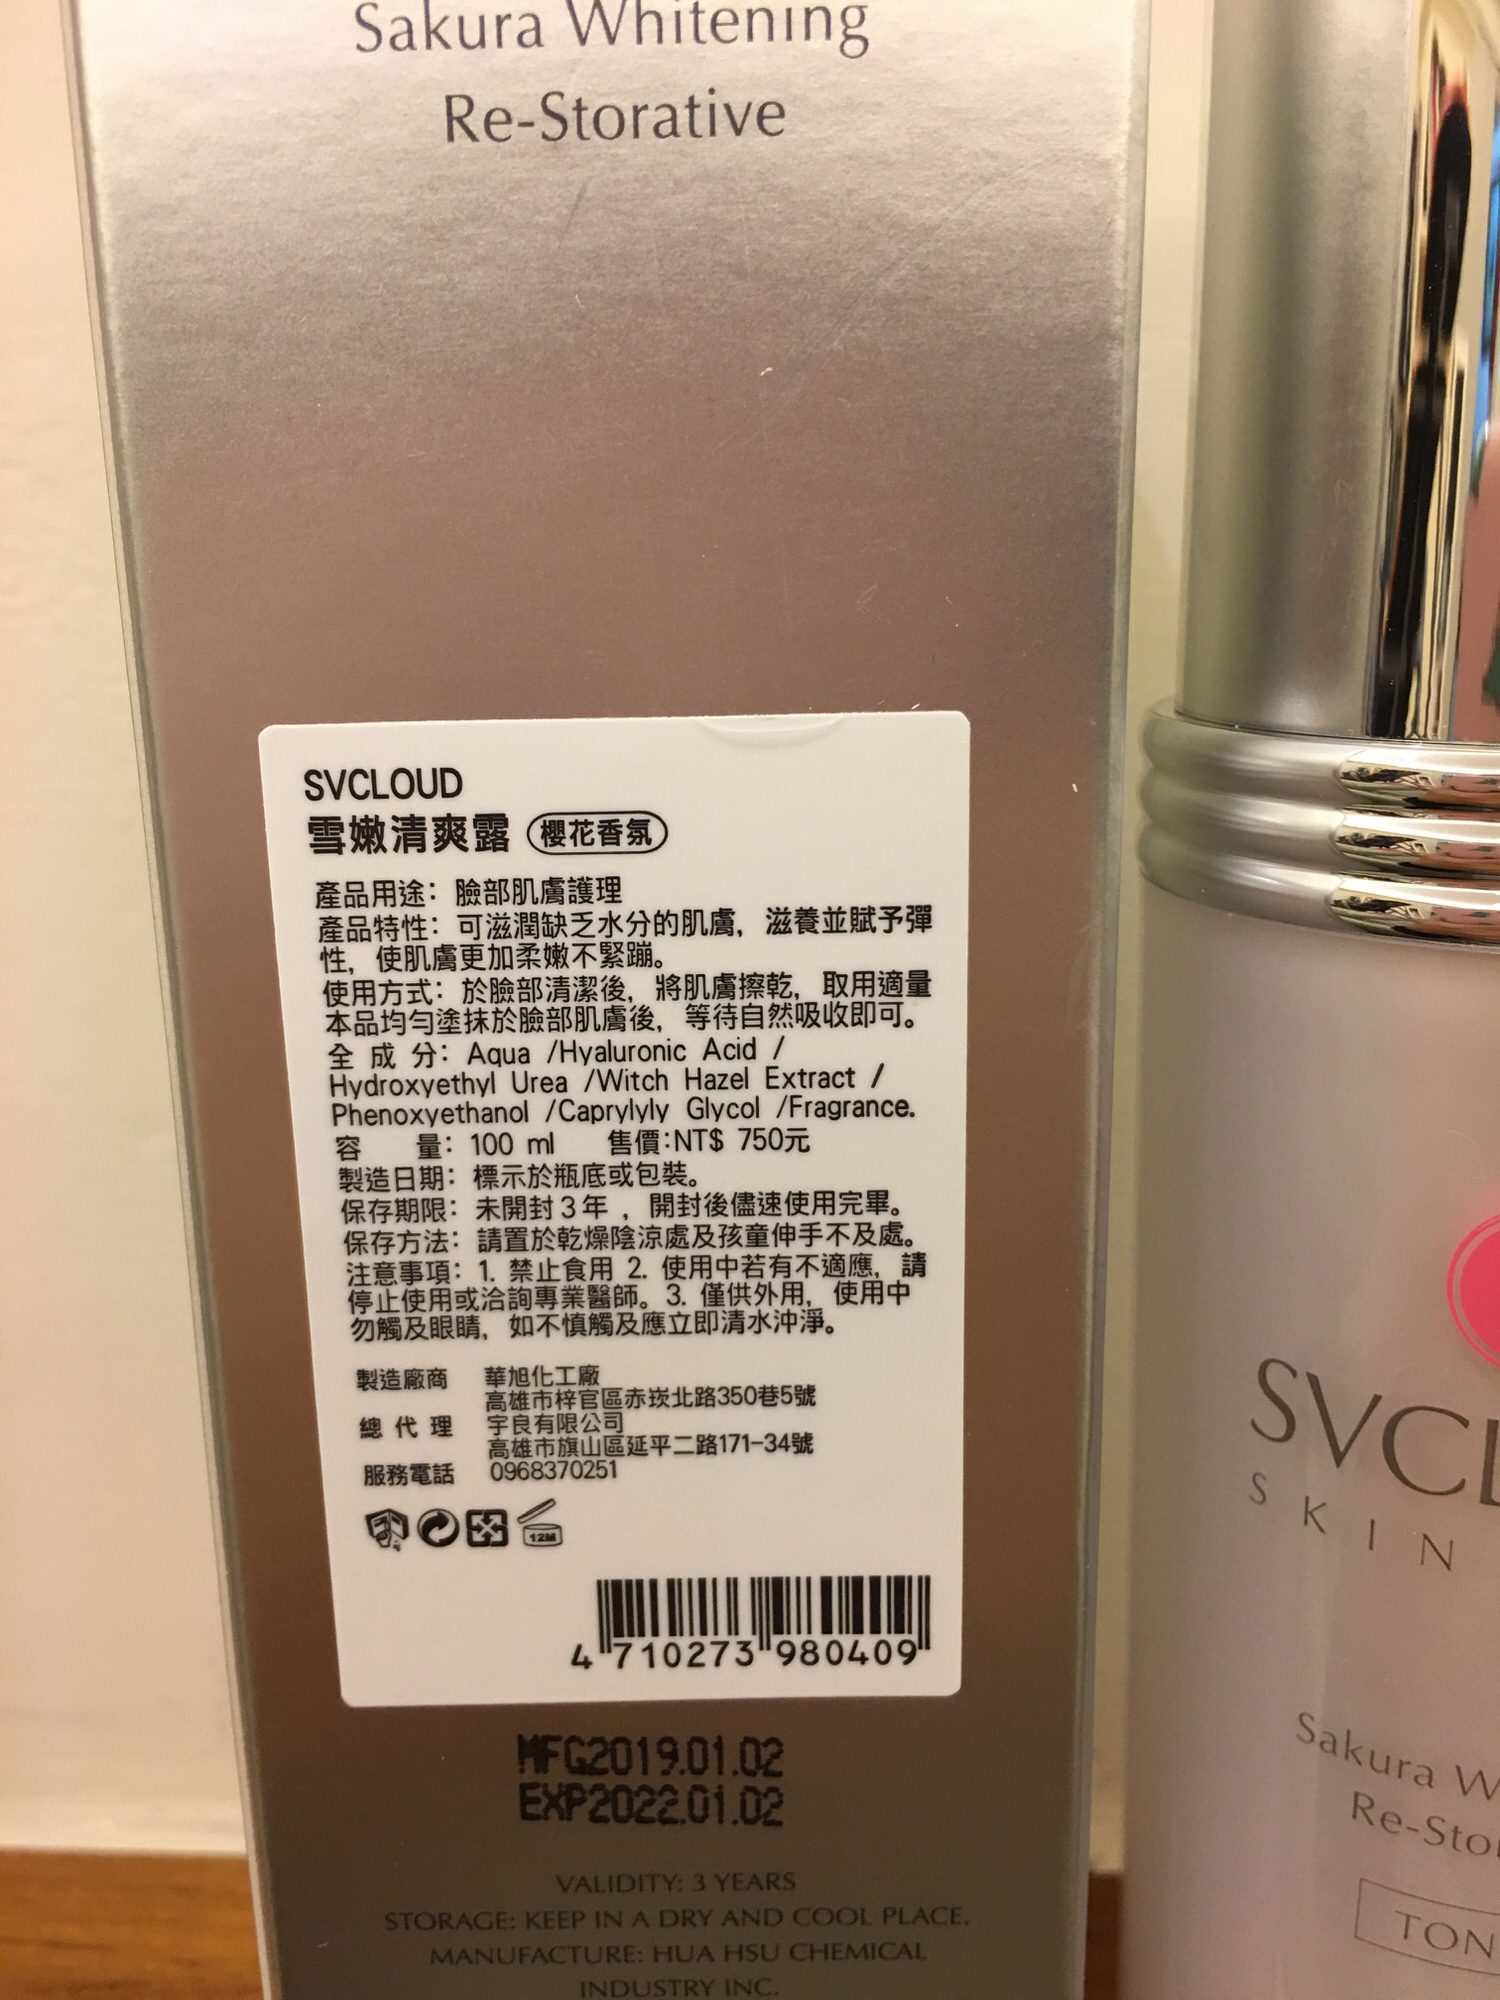 Sakura Whitening
Re-Storative
SVCLOUD
雪嫩清爽露 櫻花香氛
產品用途：臉部肌膚護理
產品特性：可滋潤缺乏水分的肌膚，滋養並賦予彈
性，使肌膚更加柔嫩不緊蹦。
使用方式：於臉部清潔後，將肌膚擦乾，取用適量
本品均勻塗抹於臉部肌膚後，等待自然吸收即可。
全 成 分：Aqua /Hyaluronic Acid /
Hydroxyethyl Urea /Witch Hazel Extract /
Phenoxyethanol /Caprylyly Glycol /Fragrance.
容 量：100 ml 售價:NT$ 750元
製造日期：標示於瓶底或包裝。
保存期限：未開封3年，開封後儘速使用完畢。
保存方法：請置於乾燥陰涼處及孩童伸手不及處。
注意事項：1. 禁止食用 2. 使用中若有不適應，請
停止使用或洽詢專業醫師。3. 僅供外用，使用中
勿觸及眼睛，如不慎觸及應立即清水沖淨。
製造廠商 華旭化工廠
高雄市梓官區赤崁北路350巷5號
總 代 理 宇良有限公司
高雄市旗山區延平二路171-34號
服務電話 0968370251
12M
4 710273 980409
MFG2019.01.02
EXP2022.01.02
VALIDITY: 3 YEARS
STORAGE: KEEP IN A DRY AND COOL PLACE.
MANUFACTURE: HUA HSU CHEMICAL
INDUSTRY INC.
SVCL
SKIN
Sakura W
Re-Stor
TON